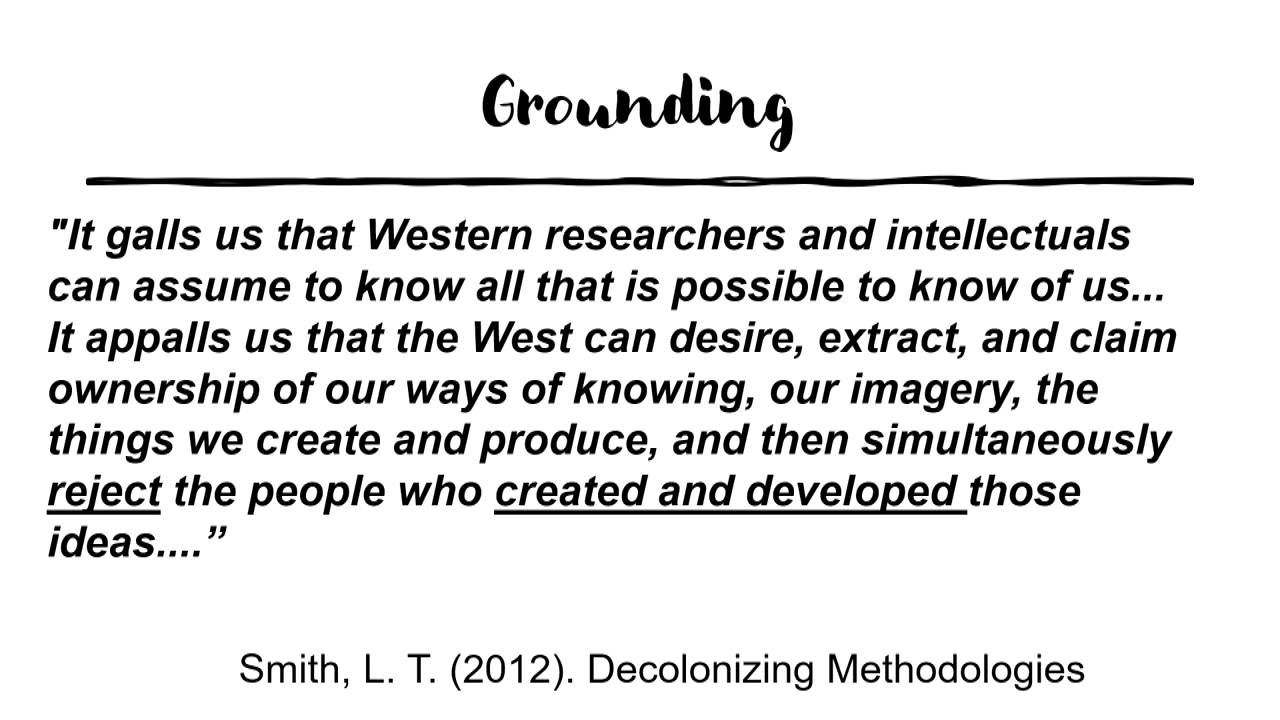 Grounding
"It galls us that Western researchers and intellectuals
can assume to know all that is possible to know of us...
It appalls us that the West can desire, extract, and claim
ownership of our ways of knowing, our imagery, the
things we create and produce, and then simultaneously
reject the people who created and developed those
ideas....”
Smith, L. T. (2012). Decolonizing Methodologies